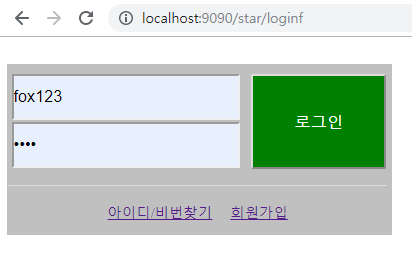 localhost:9090/star/loginf
fox123
••••
로그인
아이디/비번찾기 회원가입